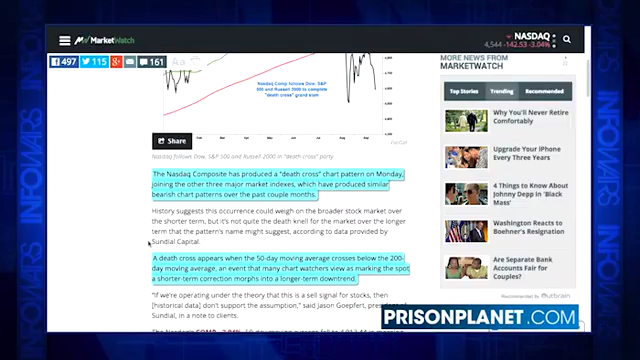 MarketWatch
NASDAQ
4,544 -142.53 -3.04%
497
115
161
Nasdaq Comp follows Dow, S&P
500 and Russell 2000 to complete
"death cross" grand slam
Share
Nasdaq follows Dow, S&P 500 and Russell 2000 in "death cross" party
The Nasdaq Composite has produced a "death cross" chart pattern on Monday,
joining the other three major market indexes, which have produced similar
bearish chart patterns over the past couple months.
History suggests this occurrence could weigh on the broader stock market over
the shorter term, but it's not quite the death knell for the market over the longer
term that the pattern's name might suggest, according to data provided by
Sundial Capital.
A death cross appears when the 50-day moving average crosses below the 200-
day moving average, an event that many chart watchers view as marking the spot
a shorter-term correction morphs into a longer-term downtrend.
"If we're operating under the theory that this is a sell signal for stocks, then
[historical data] don't support the assumption," said Jason Goepfert, president of
Sundial, in a note to clients.
MORE NEWS FROM
MARKETWATCH
Top Stories
Trending
Recommended
Why You'll Never Retire
Comfortably
Upgrade Your iPhone
Every Three Years
4 Things to Know About
Johnny Depp in 'Black
Mass'
Washington Reacts to
Boehner's Resignation
Are Separate Bank
Accounts Fair for
Couples?
Recommended by Outbrain
PRISONPLANET.COM
INFOWARS